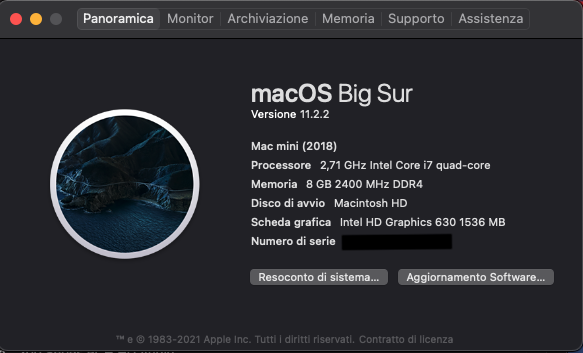 Panoramica Monitor Archiviazione Memoria Supporto Assistenza
macOS Big Sur
Versione 11.2.2
Mac mini (2018)
Processore 2,71 GHz Intel Core i7 quad-core
Memoria 8 GB 2400 MHz DDR4
Disco di avvio Macintosh HD
Scheda grafica Intel HD Graphics 630 1536 MB
Numero di serie
Resoconto di sistema... Aggiornamento Software...
™ e © 1983-2021 Apple Inc. Tutti i diritti riservati. Contratto di licenza